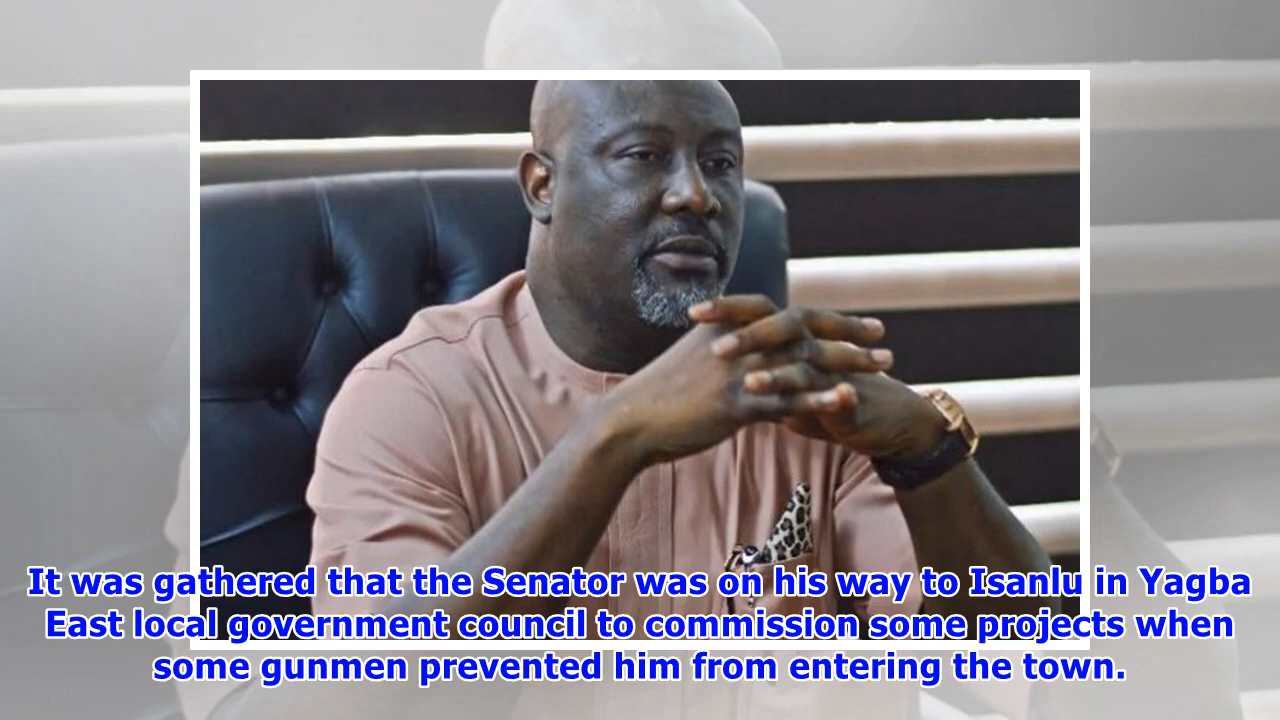 It was gathered that the Senator was on his way to Isanlu in Yagba
East local government council to commission some projects when
some gunmen prevented him from entering the town.